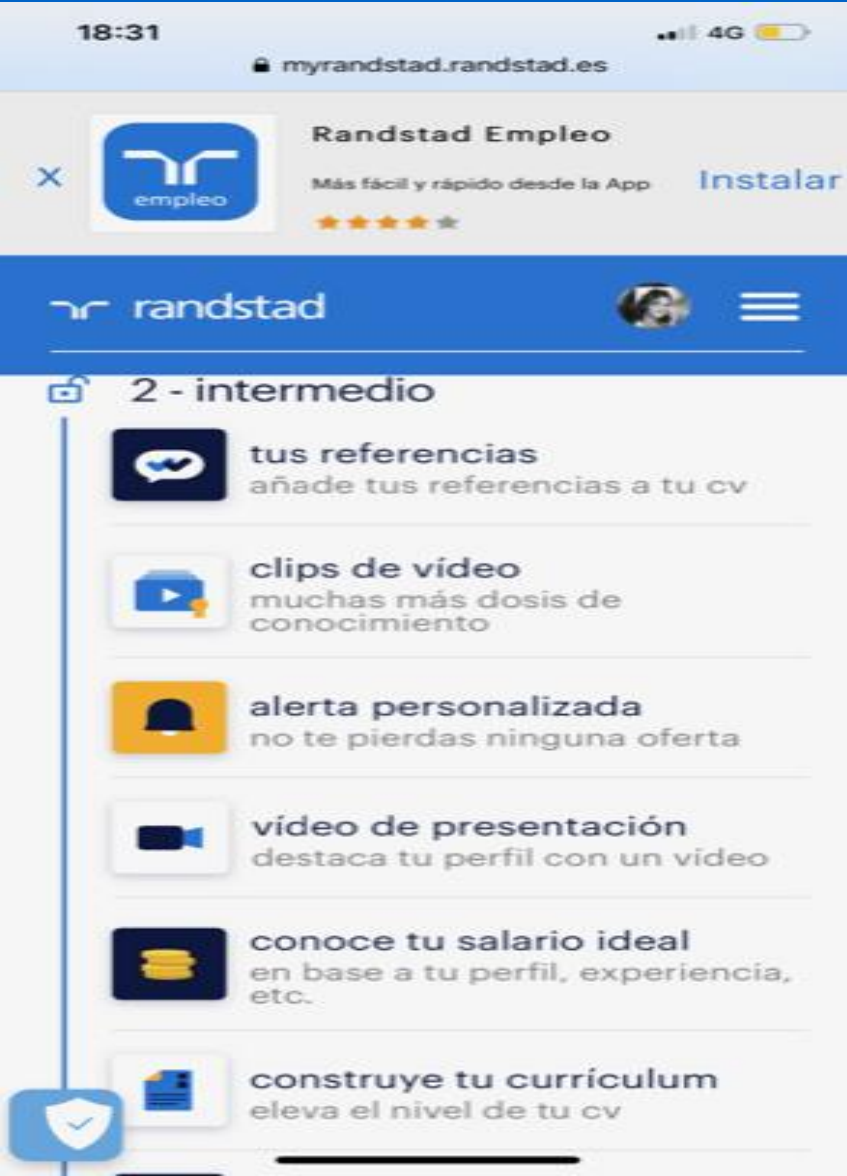 18:31
4G
myrandstad.randstad.es
Randstad Empleo
Más fácil y rápido desde la App
Instalar
empleo
randstad
2 - intermedio
tus referencias
añade tus referencias a tu cv
clips de vídeo
muchas más dosis de
conocimiento
alerta personalizada
no te pierdas ninguna oferta
vídeo de presentación
destaca tu perfil con un vídeo
conoce tu salario ideal
en base a tu perfil, experiencia,
etc.
construye tu currículum
eleva el nivel de tu cv